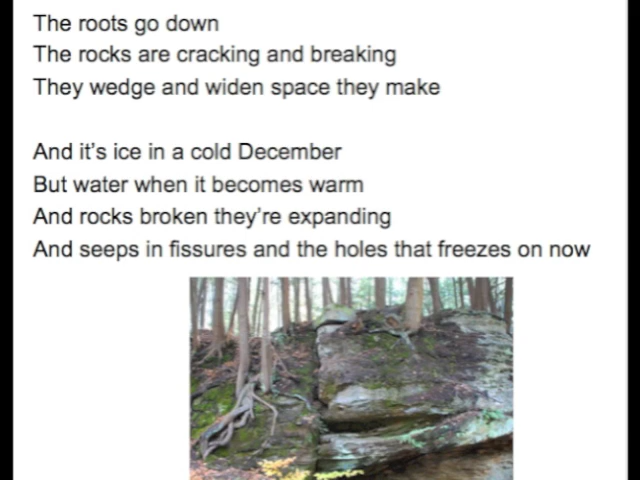 The roots go down
The rocks are cracking and breaking
They wedge and widen space they make
And it's ice in a cold December
But water when it becomes warm
And rocks broken they're expanding
And seeps in fissures and the holes that freezes on now